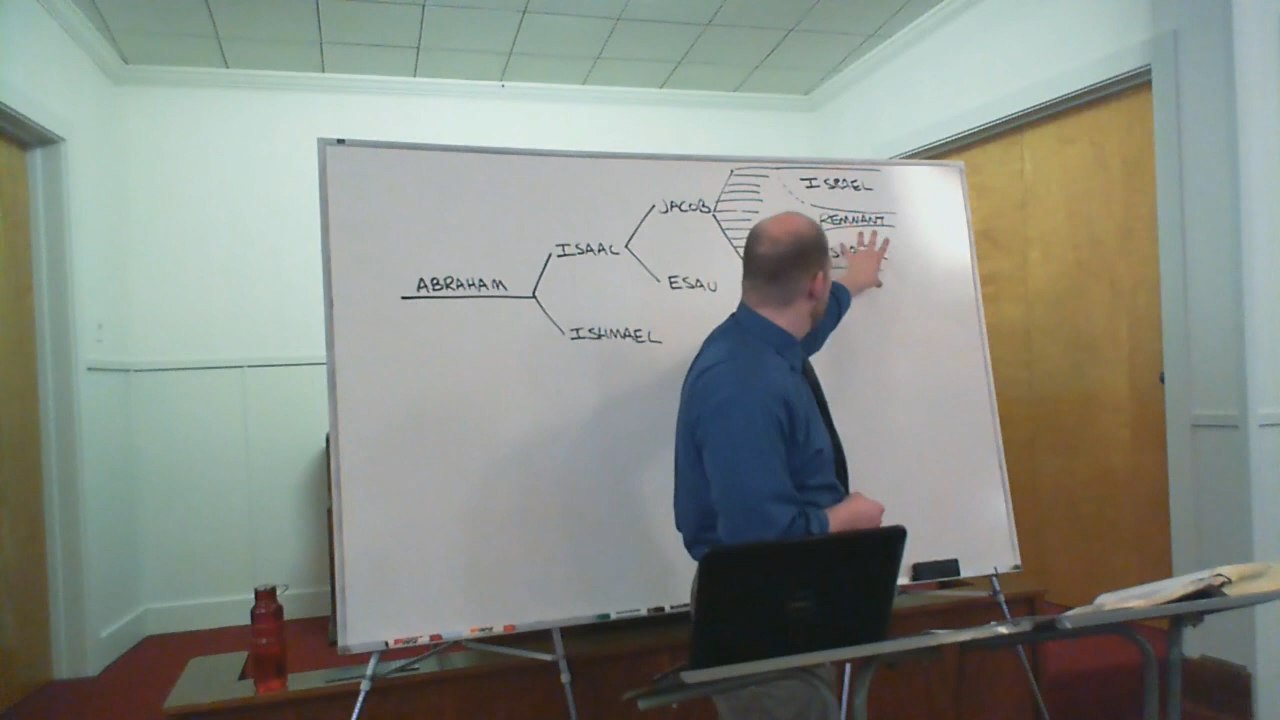 ISRAEL
JACOB
REMNANT
ISAAC
ABRAHAM
ESAU
ISHMAEL